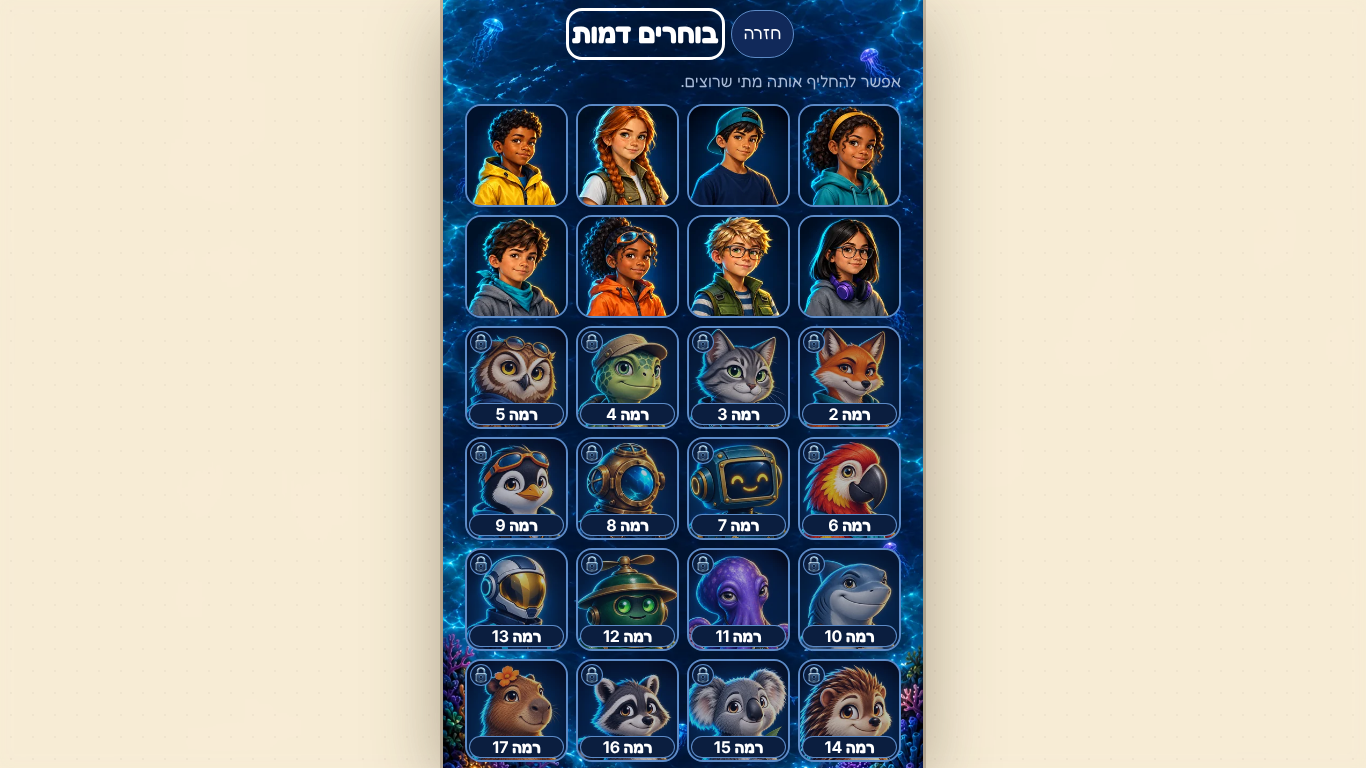 חזרה
בוחרים דמות
אפשר להחליף אותה מתי שרוצים.
רמה 2
רמה 3
רמה 4
רמה 5
רמה 6
רמה 7
רמה 8
רמה 9
רמה 10
רמה 11
רמה 12
רמה 13
רמה 14
רמה 15
רמה 16
רמה 17